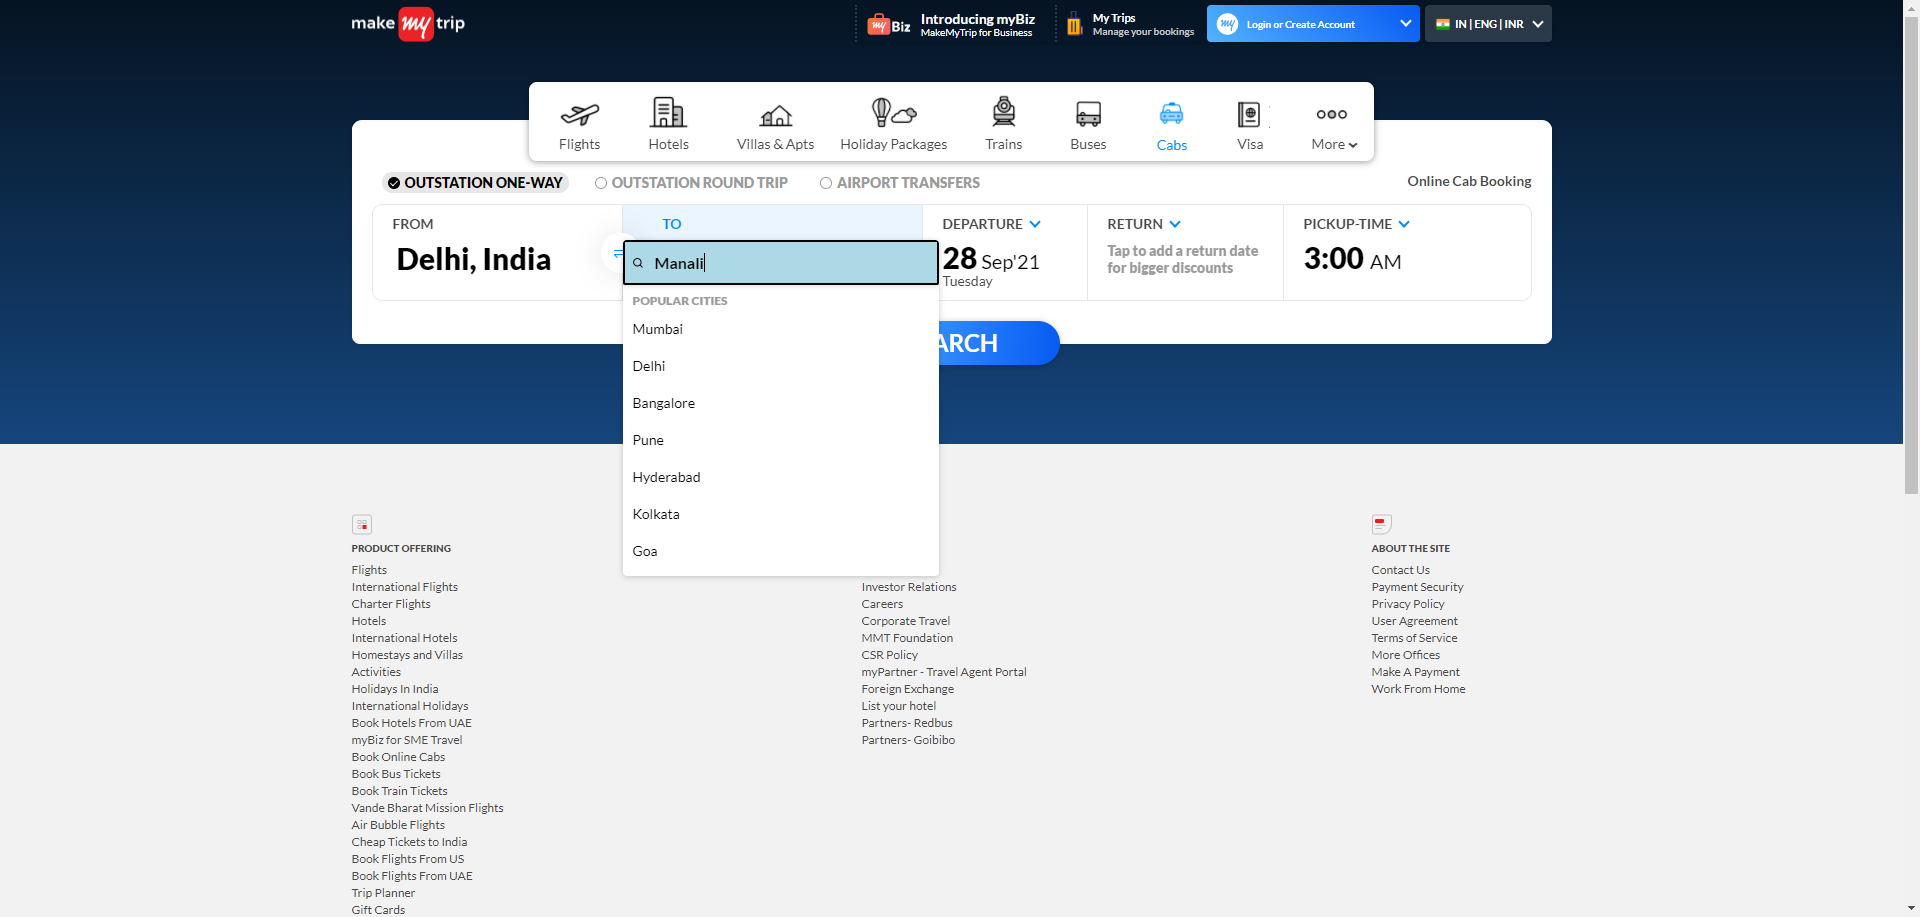 make my trip
my Biz
Introducing myBiz
MakeMyTrip for Business
My Trips
Manage your bookings
my
Login or Create Account
IN | ENG | INR
Flights
Hotels
Villas & Apts
Holiday Packages
Trains
Buses
Cabs
Visa
More
OUTSTATION ONE-WAY
OUTSTATION ROUND TRIP
AIRPORT TRANSFERS
Online Cab Booking
FROM
Delhi, India
TO
Manali
DEPARTURE
28 Sep'21
Tuesday
RETURN
Tap to add a return date
for bigger discounts
PICKUP-TIME
3:00 AM
ARCH
POPULAR CITIES
Mumbai
Delhi
Bangalore
Pune
Hyderabad
Kolkata
Goa
PRODUCT OFFERING
Flights
International Flights
Charter Flights
Hotels
International Hotels
Homestays and Villas
Activities
Holidays In India
International Holidays
Book Hotels From UAE
myBiz for SME Travel
Book Online Cabs
Book Bus Tickets
Book Train Tickets
Vande Bharat Mission Flights
Air Bubble Flights
Cheap Tickets to India
Book Flights From US
Book Flights From UAE
Trip Planner
Gift Cards
Investor Relations
Careers
Corporate Travel
MMT Foundation
CSR Policy
myPartner - Travel Agent Portal
Foreign Exchange
List your hotel
Partners- Redbus
Partners- Goibibo
ABOUT THE SITE
Contact Us
Payment Security
Privacy Policy
User Agreement
Terms of Service
More Offices
Make A Payment
Work From Home